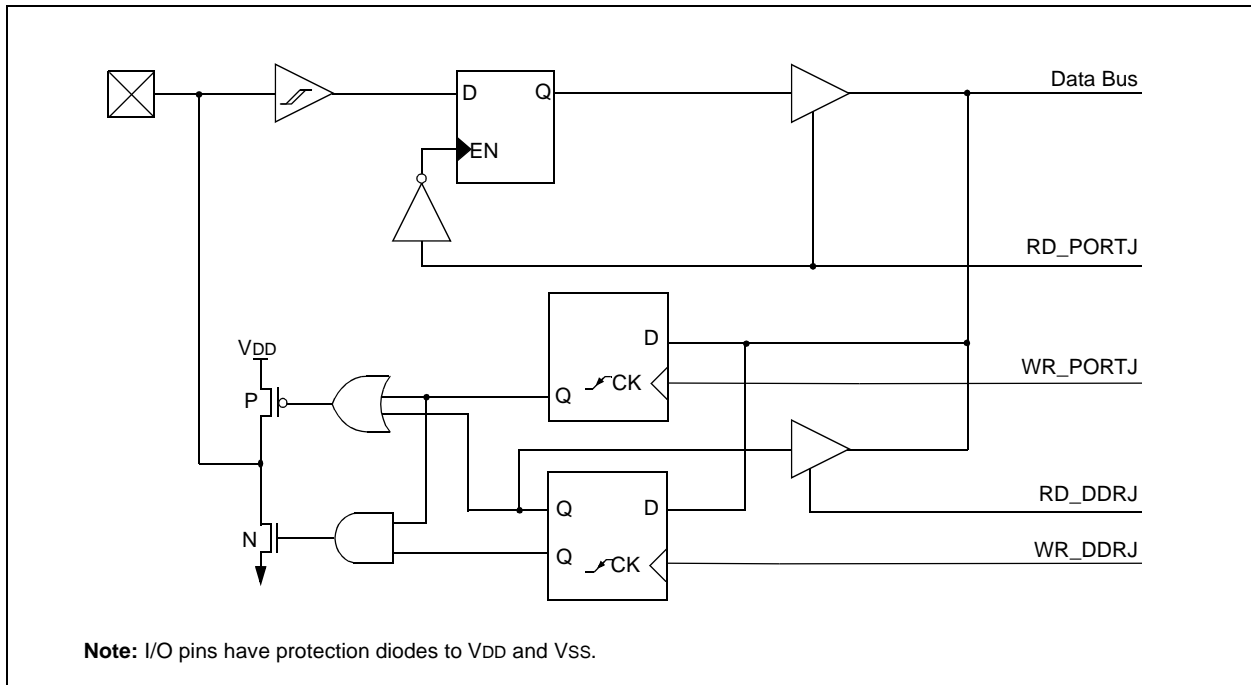 Data Bus
D
Q
EN
RD_PORTJ
VDD
D
WR_PORTJ
P
Q
CK
RD_DDRJ
Q
D
N
WR_DDRJ
Q
CK
Note: I/O pins have protection diodes to VDD and VSS.